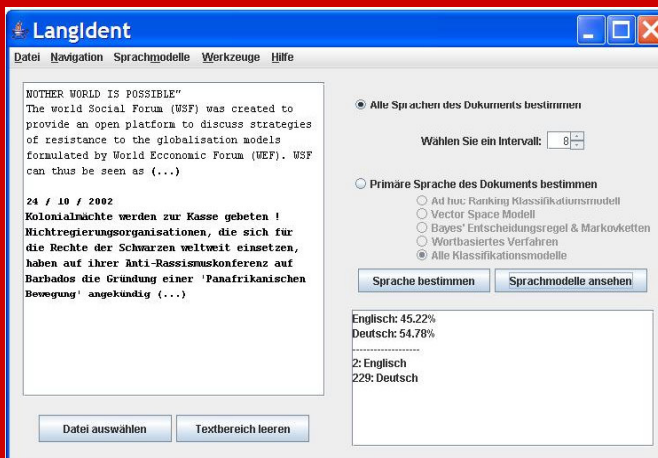 LangIdent
Datei Navigation Sprachmodelle Werkzeuge Hilfe
NOTHER WORLD IS POSSIBLE"
The world Social Forum (WSF) was created to
provide an open platform to discuss strategies
of resistance to the globalisation models
formulated by World Ecconomic Forum (WEF). WSF
can thus be seen as (...)
24 / 10 / 2002
Kolonialmächte werden zur Kasse gebeten !
Nichtregierungsorganisationen, die sich für
die Rechte der Schwarzen weltweit einsetzen,
haben auf ihrer Anti-Rassismuskonferenz auf
Barbados die Gründung einer 'Panafrikanischen
Bewegung' angekündig (...)
Datei auswählen Textbereich leeren
Alle Sprachen des Dokuments bestimmen
Wählen Sie ein Intervall: 8
Primäre Sprache des Dokuments bestimmen
Ad hoc Ranking Klassifikationsmodell
Vector Space Modell
Bayes' Entscheidungsregel & Markovketten
Wortbasiertes Verfahren
Alle Klassifikationsmodelle
Sprache bestimmen Sprachmodelle ansehen
Englisch: 45.22%
Deutsch: 54.78%
-------------------
2: Englisch
229: Deutsch